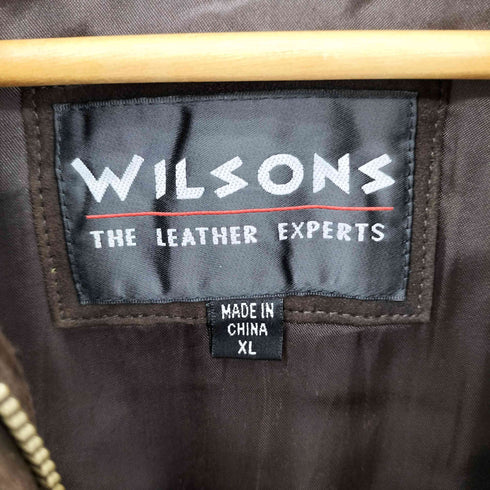 WILSONS
THE LEATHER EXPERTS
MADE IN
CHINA
XL